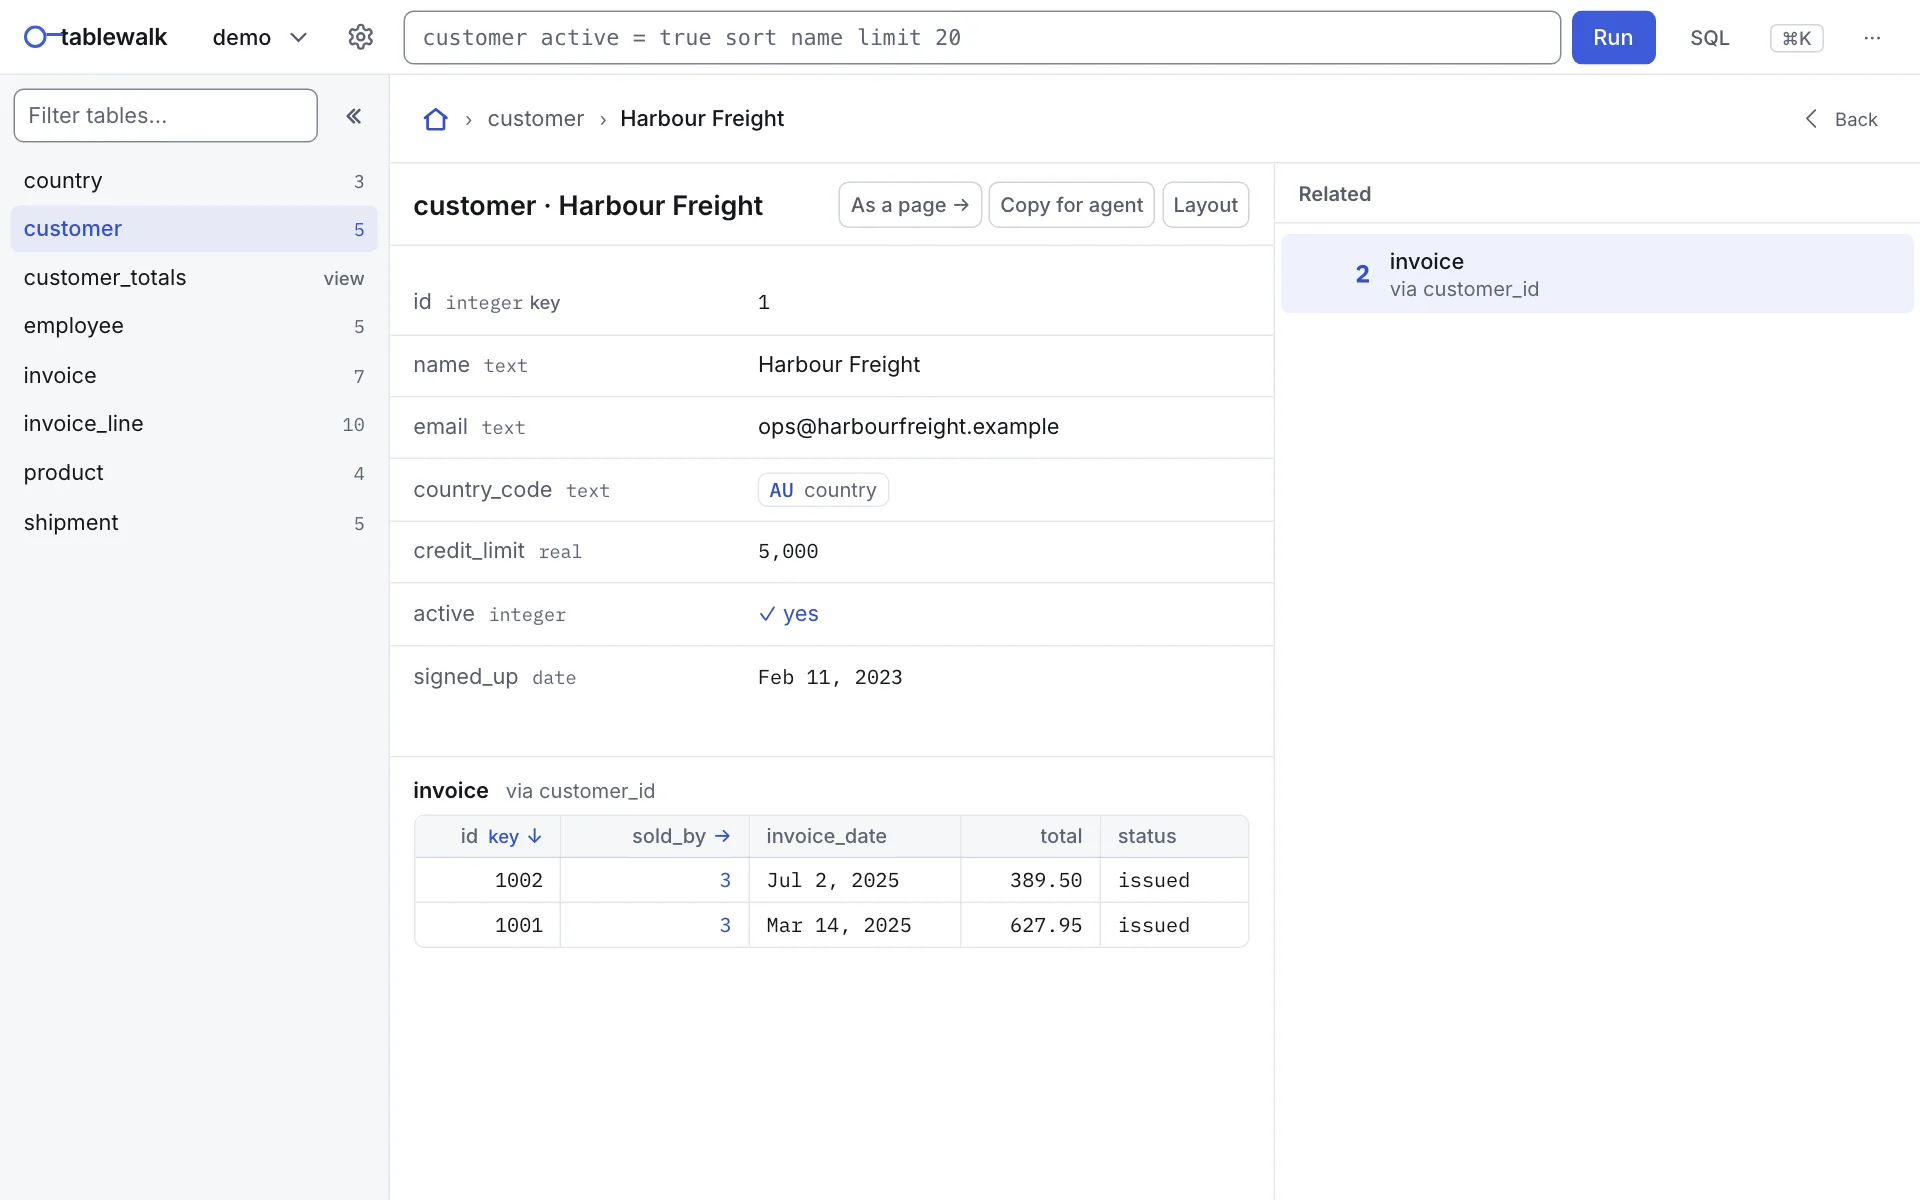 tablewalk demo customer active = true sort name limit 20 Run SQL ⌘K ...
Filter tables...
country 3
customer 5
customer_totals view
employee 5
invoice 7
invoice_line 10
product 4
shipment 5
› customer › Harbour Freight Back
customer · Harbour Freight As a page → Copy for agent Layout
id integer key 1
name text Harbour Freight
email text ops@harbourfreight.example
country_code text AU country
credit_limit real 5,000
active integer ✓ yes
signed_up date Feb 11, 2023
invoice via customer_id
id key ↓ sold_by → invoice_date total status
1002 3 Jul 2, 2025 389.50 issued
1001 3 Mar 14, 2025 627.95 issued
Related
2 invoice
via customer_id